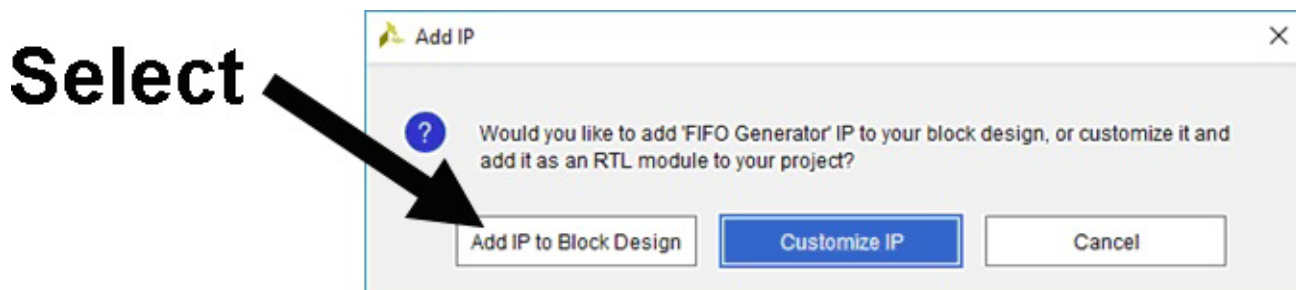 Select
Add IP
Would you like to add 'FIFO Generator' IP to your block design, or customize it and
add it as an RTL module to your project?
Add IP to Block Design
Customize IP
Cancel